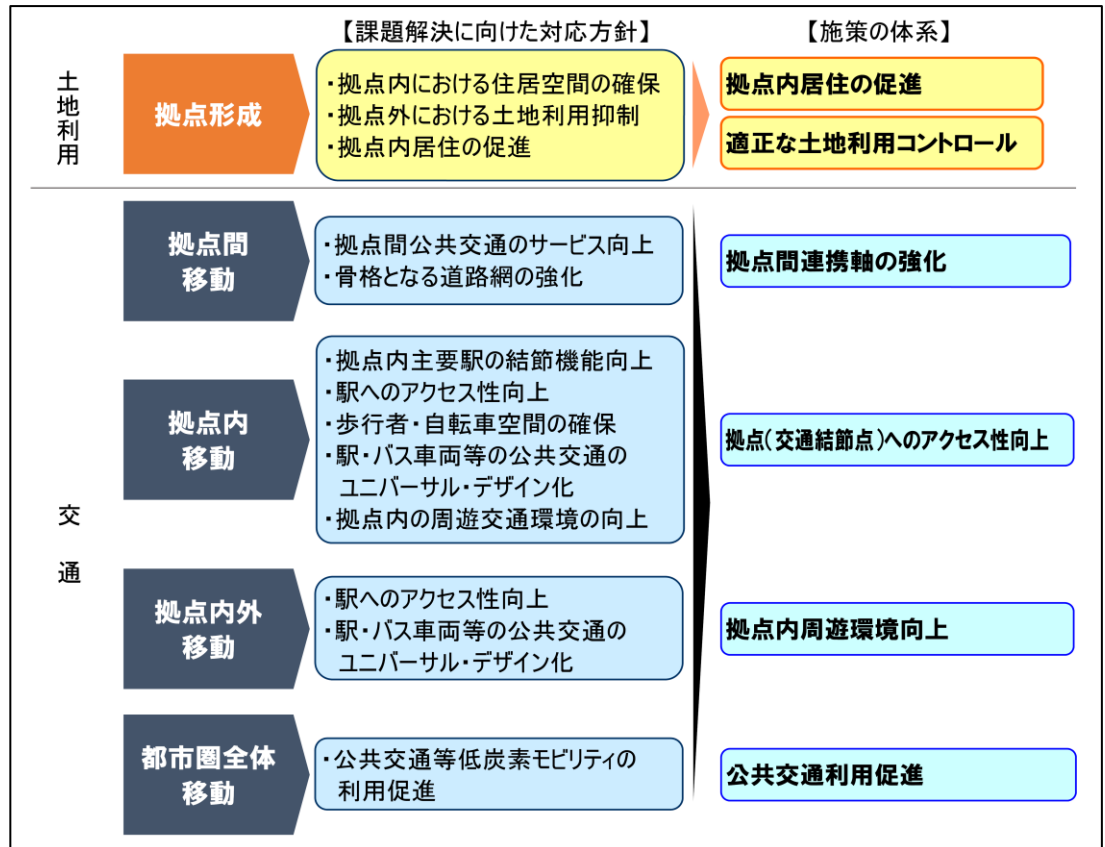 【課題解決に向けた対応方針】
【施策の体系】
土地利用
拠点形成
・拠点内における住居空間の確保
・拠点外における土地利用抑制
・拠点内居住の促進
拠点内居住の促進
適正な土地利用コントロール
交通
拠点間
移動
・拠点間公共交通のサービス向上
・骨格となる道路網の強化
拠点間連携軸の強化
拠点内
移動
・拠点内主要駅の結節機能向上
・駅へのアクセス性向上
・歩行者・自転車空間の確保
・駅・バス車両等の公共交通の
ユニバーサル・デザイン化
・拠点内の周遊交通環境の向上
拠点(交通結節点)へのアクセス性向上
拠点内外
移動
・駅へのアクセス性向上
・駅・バス車両等の公共交通の
ユニバーサル・デザイン化
拠点内周遊環境向上
都市圏全体
移動
・公共交通等低炭素モビリティの
利用促進
公共交通利用促進